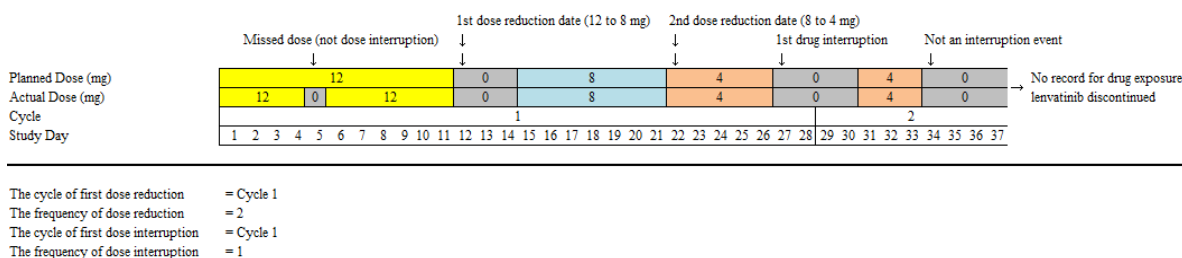 1st dose reduction date (12 to 8 mg) 2nd dose reduction date (8 to 4 mg)
Missed dose (not dose interruption) ↓ ↓ 1st drug interruption Not an interruption event
↓ ↓ ↓ ↓ ↓
Planned Dose (mg) 12 0 8 4 0 4 0 → No record for drug exposure
Actual Dose (mg) 12 0 12 0 8 4 0 4 0 lenvatinib discontinued
Cycle 1 2
Study Day 1 2 3 4 5 6 7 8 9 10 11 12 13 14 15 16 17 18 19 20 21 22 23 24 25 26 27 28 29 30 31 32 33 34 35 36 37
The cycle of first dose reduction = Cycle 1
The frequency of dose reduction = 2
The cycle of first dose interruption = Cycle 1
The frequency of dose interruption = 1